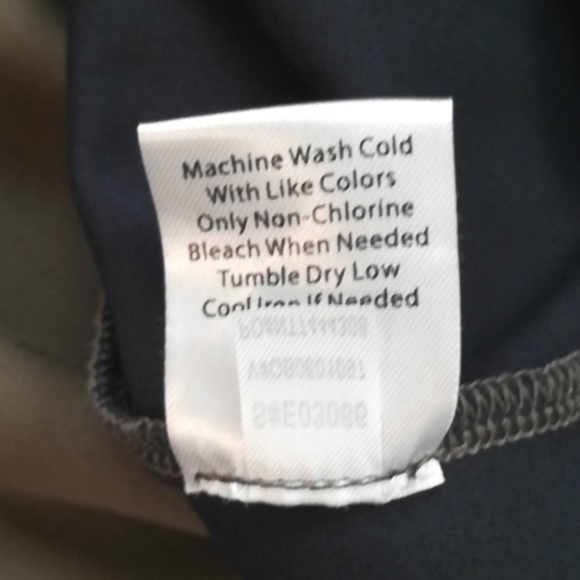 Machine Wash Cold
With Like Colors
Only Non-Chlorine
Bleach When Needed
Tumble Dry Low
Cool Iron If Needed